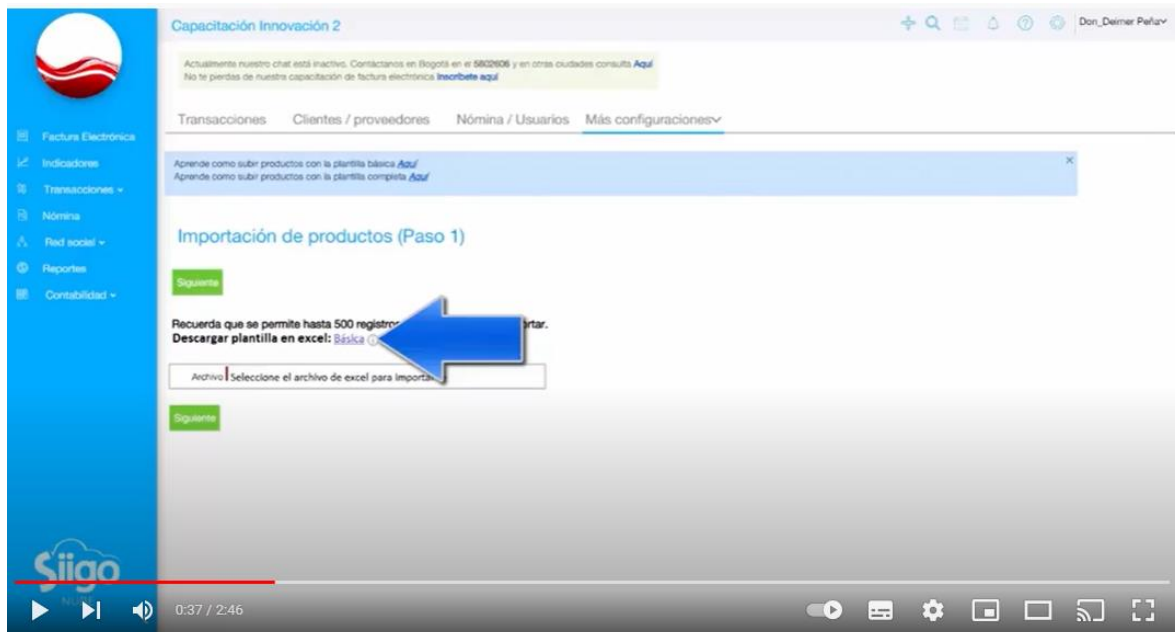 Capacitación Innovación 2
Don_Deimer Peña
Actualmente nuestro chat está inactivo. Contáctanos en Bogotá en el 5802606 y en otras ciudades consulta Aquí
No te pierdas de nuestra capacitación de factura electrónica Inscríbete aquí
Transacciones Clientes / proveedores Nómina / Usuarios Más configuraciones
Factura Electrónica
Indicadores
Transacciones
Nómina
Red social
Reportes
Contabilidad
Aprende como subir productos con la plantilla básica Aquí
Aprende como subir productos con la plantilla completa Aquí
Importación de productos (Paso 1)
Siguiente
Recuerda que se permite hasta 500 registros
Descargar plantilla en excel: Básica
Archivo Seleccione el archivo de excel para importar
Siguiente
Siigo
NUBE
0:37 / 2:46